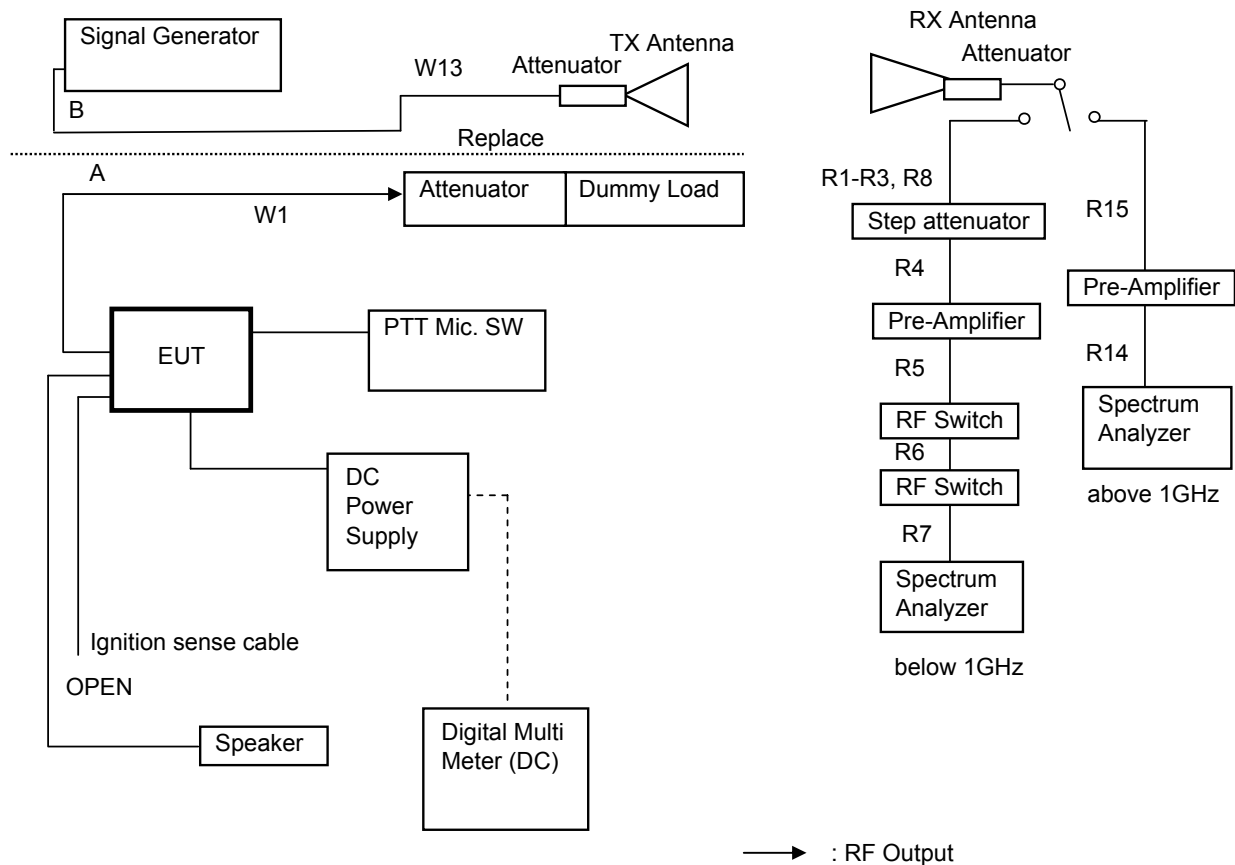 Signal Generator
B
W13
Attenuator
TX Antenna
Replace
A
W1
Attenuator
Dummy Load
EUT
PTT Mic. SW
DC
Power
Supply
Ignition sense cable
OPEN
Speaker
Digital Multi
Meter (DC)
RX Antenna
Attenuator
R1-R3, R8
Step attenuator
R4
Pre-Amplifier
R5
RF Switch
R6
RF Switch
R7
Spectrum
Analyzer
below 1GHz
R15
Pre-Amplifier
R14
Spectrum
Analyzer
above 1GHz
: RF Output